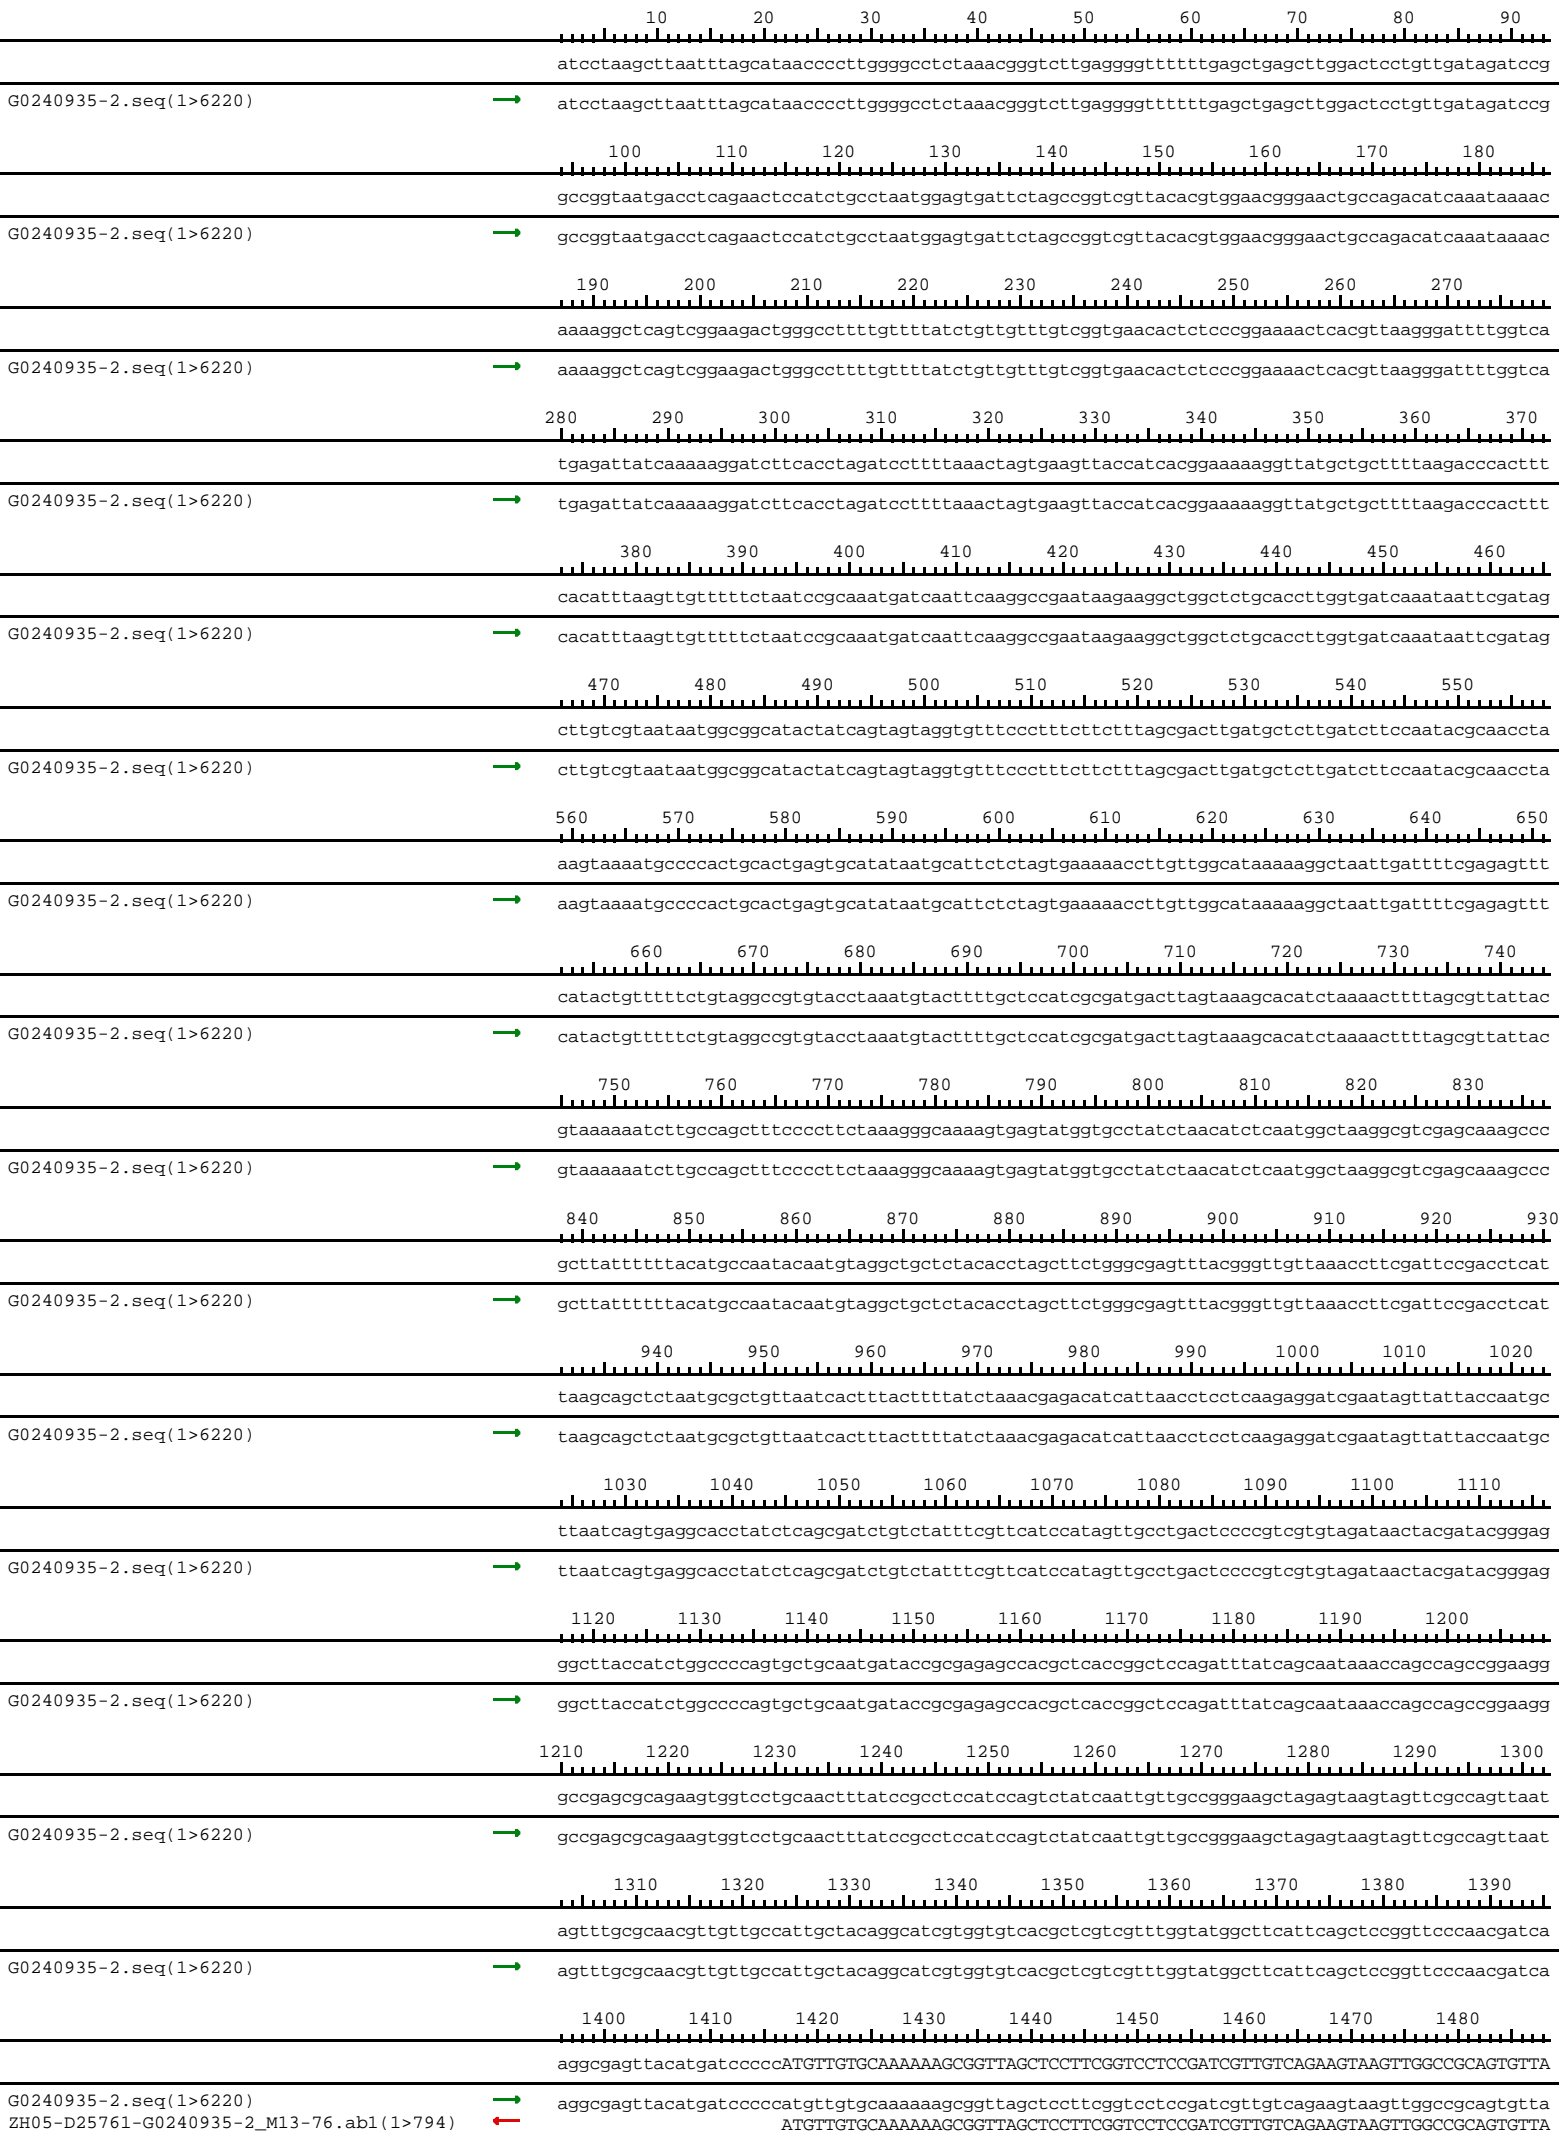 10 20 30 40 50 60 70 80 90
atcctaagcttaatttagcataaccccttggggcctctaaacgggtcttgaggggttttttgagctgagcttggactcctgttgatagatccg
G0240935-2.seq(1>6220) atcctaagcttaatttagcataaccccttggggcctctaaacgggtcttgaggggttttttgagctgagcttggactcctgttgatagatccg
100 110 120 130 140 150 160 170 180
gccggtaatgacctcagaactccatctgcctaatggagtgattctagccggtcgttacacgtggaacgggaactgccagacatcaaataaaac
G0240935-2.seq(1>6220) gccggtaatgacctcagaactccatctgcctaatggagtgattctagccggtcgttacacgtggaacgggaactgccagacatcaaataaaac
190 200 210 220 230 240 250 260 270
aaaaggctcagtcggaagactgggccttttgttttatctgttgtttgtcggtgaacactctcccggaaaactcacgttaagggattttggtca
G0240935-2.seq(1>6220) aaaaggctcagtcggaagactgggccttttgttttatctgttgtttgtcggtgaacactctcccggaaaactcacgttaagggattttggtca
280 290 300 310 320 330 340 350 360 370
tgagattatcaaaaaggatcttcacctagatccttttaaactagtgaagttaccatcacggaaaaaggttatgctgcttttaagacccacttt
G0240935-2.seq(1>6220) tgagattatcaaaaaggatcttcacctagatccttttaaactagtgaagttaccatcacggaaaaaggttatgctgcttttaagacccacttt
380 390 400 410 420 430 440 450 460
cacatttaagttgtttttctaatccgcaaatgatcaattcaaggccgaataagaaggctggctctgcaccttggtgatcaaataattcgatag
G0240935-2.seq(1>6220) cacatttaagttgtttttctaatccgcaaatgatcaattcaaggccgaataagaaggctggctctgcaccttggtgatcaaataattcgatag
470 480 490 500 510 520 530 540 550
cttgtcgtaataatggcggcatactatcagtagtaggtgtttccctttcttctttagcgacttgatgctcttgatcttccaatacgcaaccta
G0240935-2.seq(1>6220) cttgtcgtaataatggcggcatactatcagtagtaggtgtttccctttcttctttagcgacttgatgctcttgatcttccaatacgcaaccta
560 570 580 590 600 610 620 630 640 650
aagtaaaatgccccactgcactgagtgcatataatgcattctctagtgaaaaaccttgttggcataaaaaggctaattgattttcgagagttt
G0240935-2.seq(1>6220) aagtaaaatgccccactgcactgagtgcatataatgcattctctagtgaaaaaccttgttggcataaaaaggctaattgattttcgagagttt
660 670 680 690 700 710 720 730 740
catactgtttttctgtaggccgtgtacctaaatgtacttttgctccatcgcgatgacttagtaaagcacatctaaaacttttagcgttattac
G0240935-2.seq(1>6220) catactgtttttctgtaggccgtgtacctaaatgtacttttgctccatcgcgatgacttagtaaagcacatctaaaacttttagcgttattac
750 760 770 780 790 800 810 820 830
gtaaaaaatcttgccagctttccccttctaaagggcaaaagtgagtatggtgcctatctaacatctcaatggctaaggcgtcgagcaaagccc
G0240935-2.seq(1>6220) gtaaaaaatcttgccagctttccccttctaaagggcaaaagtgagtatggtgcctatctaacatctcaatggctaaggcgtcgagcaaagccc
840 850 860 870 880 890 900 910 920 930
gcttattttttacatgccaatacaatgtaggctgctctacacctagcttctgggcgagtttacgggttgttaaaccttcgattccgacctcat
G0240935-2.seq(1>6220) gcttattttttacatgccaatacaatgtaggctgctctacacctagcttctgggcgagtttacgggttgttaaaccttcgattccgacctcat
940 950 960 970 980 990 1000 1010 1020
taagcagctctaatgcgctgttaatcactttacttttatctaaacgagacatcattaacctcctcaagaggatcgaatagttattaccaatgc
G0240935-2.seq(1>6220) taagcagctctaatgcgctgttaatcactttacttttatctaaacgagacatcattaacctcctcaagaggatcgaatagttattaccaatgc
1030 1040 1050 1060 1070 1080 1090 1100 1110
ttaatcagtgaggcacctatctcagcgatctgtctatttcgttcatccatagttgcctgactccccgtcgtgtagataactacgatacgggag
G0240935-2.seq(1>6220) ttaatcagtgaggcacctatctcagcgatctgtctatttcgttcatccatagttgcctgactccccgtcgtgtagataactacgatacgggag
1120 1130 1140 1150 1160 1170 1180 1190 1200
ggcttaccatctggccccagtgctgcaatgataccgcgagagccacgctcaccggctccagatttatcagcaataaaccagccagccggaagg
G0240935-2.seq(1>6220) ggcttaccatctggccccagtgctgcaatgataccgcgagagccacgctcaccggctccagatttatcagcaataaaccagccagccggaagg
1210 1220 1230 1240 1250 1260 1270 1280 1290 1300
gccgagcgcagaagtggtcctgcaactttatccgcctccatccagtctatcaattgttgccgggaagctagagtaagtagttcgccagttaat
G0240935-2.seq(1>6220) gccgagcgcagaagtggtcctgcaactttatccgcctccatccagtctatcaattgttgccgggaagctagagtaagtagttcgccagttaat
1310 1320 1330 1340 1350 1360 1370 1380 1390
agtttgcgcaacgttgttgccattgctacaggcatcgtggtgtcacgctcgtcgtttggtatggcttcattcagctccggttcccaacgatca
G0240935-2.seq(1>6220) agtttgcgcaacgttgttgccattgctacaggcatcgtggtgtcacgctcgtcgtttggtatggcttcattcagctccggttcccaacgatca
1400 1410 1420 1430 1440 1450 1460 1470 1480
aggcgagttacatgatcccccATGTTGTGCAAAAAAGCGGTTAGCTCCTTCGGTCCTCCGATCGTTGTCAGAAGTAAGTTGGCCGCAGTGTTA
G0240935-2.seq(1>6220) aggcgagttacatgatcccccatgttgtgcaaaaaagcggttagctccttcggtcctccgatcgttgtcagaagtaagttggccgcagtgtta
ZH05-D25761-G0240935-2_M13-76.ab1(1>794) ATGTTGTGCAAAAAAGCGGTTAGCTCCTTCGGTCCTCCGATCGTTGTCAGAAGTAAGTTGGCCGCAGTGTTA